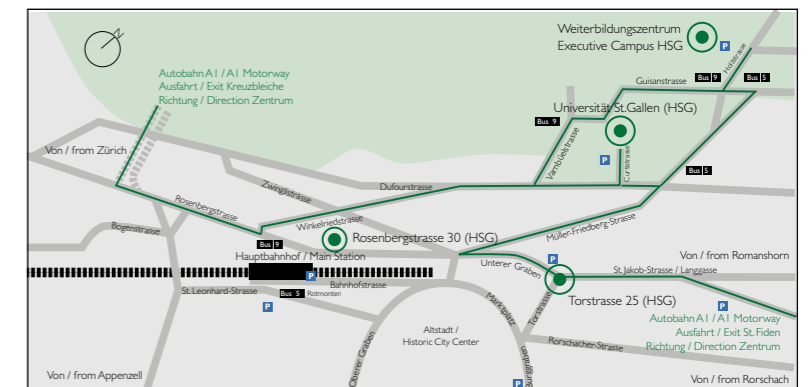 N
Weiterbildungszentrum
Executive Campus HSG
P
Autobahn A1 / A1 Motorway
Ausfahrt / Exit Kreuzbleiche
Richtung / Direction Zentrum
Holzstrasse
Bus 9
Bus 5
Guisanstrasse
Universität St.Gallen (HSG)
Bus 9
Varnbüelstrasse
P
Curtistrasse
Bus 5
Von / from Zürich
Zwinglistrasse
Dufourstrasse
Rosenbergstrasse
Winkelriedstrasse
Müller-Friedberg-Strasse
Bogenstrasse
Rosenbergstrasse 30 (HSG)
Bus 9
Hauptbahnhof / Main Station
P
Unterer Graben
P
Von / from Romanshorn
St. Jakob-Strasse / Langgasse
St. Leonhard-Strasse
Bus 5 Rotmonten
Bahnhofstrasse
P
Marktplatz
Torstrasse
Torstrasse 25 (HSG)
P
Autobahn A1 / A1 Motorway
Ausfahrt / Exit St. Fiden
Richtung / Direction Zentrum
Altstadt /
Historic City Center
Oberer Graben
Burggraben
Rorschacher-Strasse
P
Von / from Appenzell
Von / from Rorschach